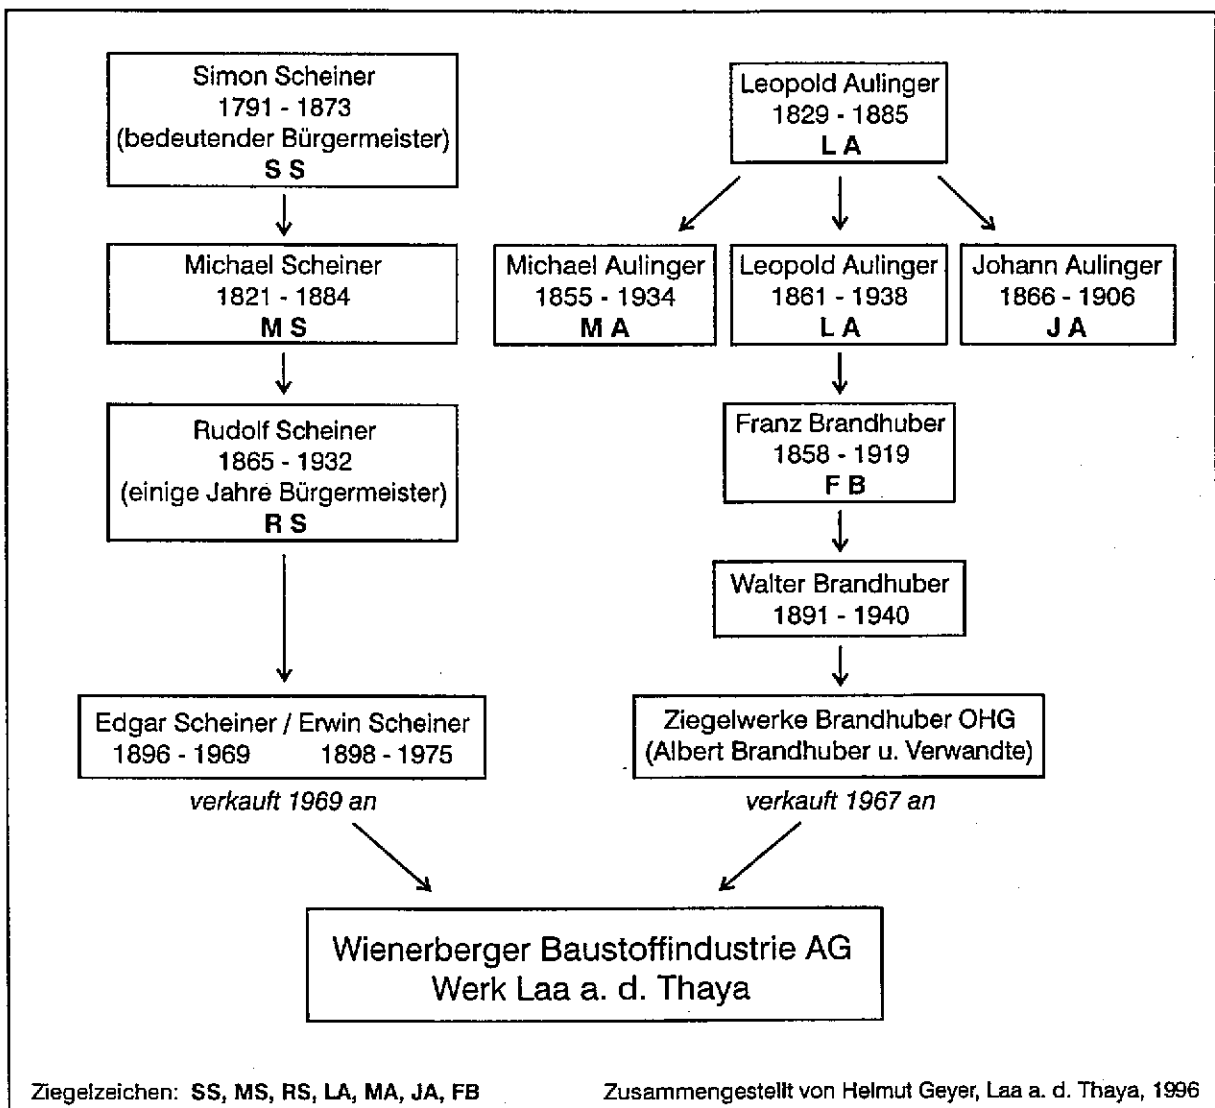 Simon Scheiner
1791 - 1873
(bedeutender Bürgermeister)
S S
Michael Scheiner
1821 - 1884
M S
Rudolf Scheiner
1865 - 1932
(einige Jahre Bürgermeister)
R S
Edgar Scheiner / Erwin Scheiner
1896 - 1969 1898 - 1975
verkauft 1969 an
Leopold Aulinger
1829 - 1885
L A
Michael Aulinger
1855 - 1934
M A
Leopold Aulinger
1861 - 1938
L A
Johann Aulinger
1866 - 1906
J A
Franz Brandhuber
1858 - 1919
F B
Walter Brandhuber
1891 - 1940
Ziegelwerke Brandhuber OHG
(Albert Brandhuber u. Verwandte)
verkauft 1967 an
Wienerberger Baustoffindustrie AG
Werk Laa a. d. Thaya
Ziegelzeichen: SS, MS, RS, LA, MA, JA, FB
Zusammengestellt von Helmut Geyer, Laa a. d. Thaya, 1996